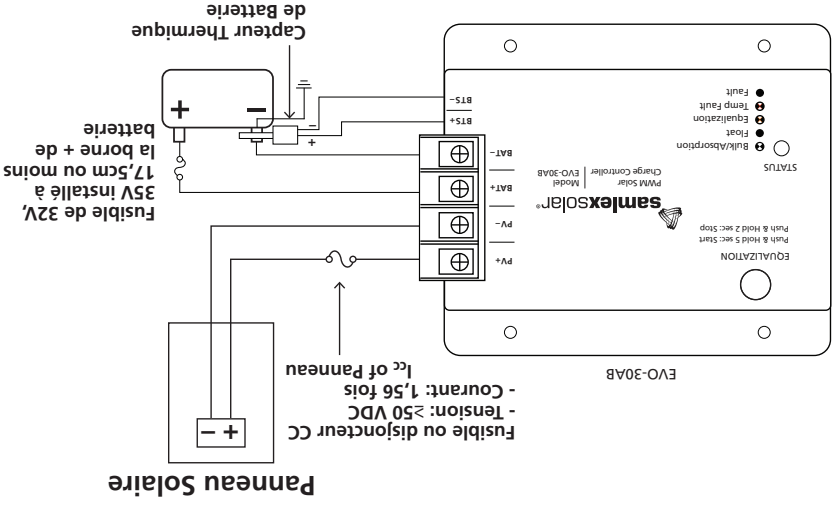 Panneau Solaire
+ −
Fusible ou disjoncteur CC
- Tension: ≥50 VDC
- Courant: 1,56 fois
Icc of Panneau
EVO-30AB
EQUALIZATION
Push & Hold 5 sec: Start
Push & Hold 2 sec: Stop
samlexsolar®
PWM Solar
Charge Controller
Model
EVO-30AB
STATUS
Bulk/Absorption
Float
Equalization
Temp Fault
Fault
PV+
PV−
BAT+
BAT−
BTS+
BTS−
+
−
Fusible de 32V,
35V installé à
17,5cm ou moins
la borne + de
batterie
+ −
Capteur Thermique
de Batterie